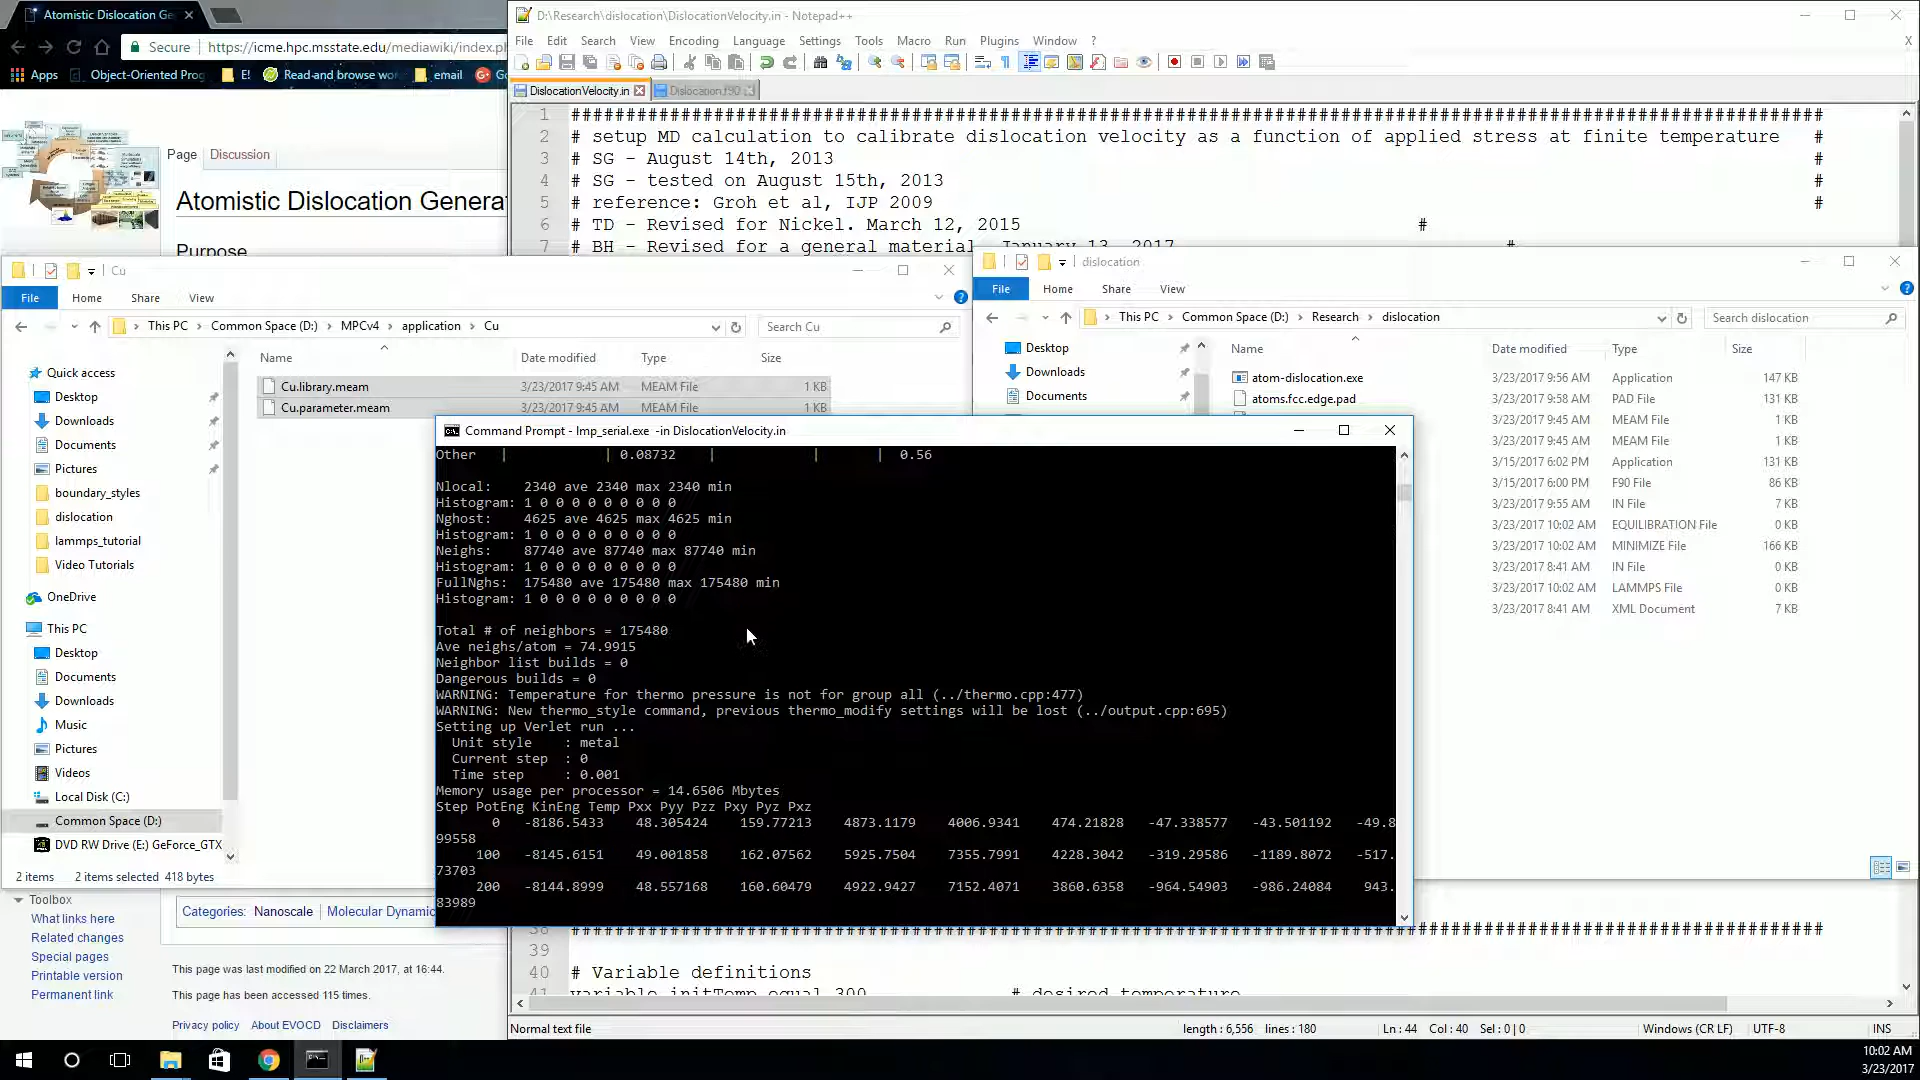 Atomistic Dislocation Ge
Secure
https://icme.hpc.msstate.edu/mediawiki/index.p
Apps
Object-Oriented Prog
E!
Read and browse wo
email
Page
Discussion
Atomistic Dislocation Genera
Purpose
D:\Research\dislocation\DislocationVelocity.in - Notepad++
File Edit Search View Encoding Language Settings Tools Macro Run Plugins Window ?
X
DislocationVelocity.in
Dislocation.f90
1 ####################################################################################################################
2 # setup MD calculation to calibrate dislocation velocity as a function of applied stress at finite temperature #
3 # SG - August 14th, 2013 #
4 # SG - tested on August 15th, 2013 #
5 # reference: Groh et al, IJP 2009 #
6 # TD - Revised for Nickel. March 12, 2015 #
7 # BH - Revised for a general material. January 13, 2017 #
Cu
File Home Share View
This PC > Common Space (D:) > MPCv4 > application > Cu
Search Cu
Name Date modified Type Size
Cu.library.meam 3/23/2017 9:45 AM MEAM File 1 KB
Cu.parameter.meam 3/23/2017 9:45 AM MEAM File 1 KB
Quick access
Desktop
Downloads
Documents
Pictures
boundary_styles
dislocation
lammps_tutorial
Video Tutorials
OneDrive
This PC
Desktop
Documents
Downloads
Music
Pictures
Videos
Local Disk (C:)
Common Space (D:)
DVD RW Drive (E:) GeForce_GTX
2 items 2 items selected 418 bytes
dislocation
File Home Share View
This PC > Common Space (D:) > Research > dislocation
Search dislocation
Desktop
Downloads
Documents
Name Date modified Type Size
atom-dislocation.exe 3/23/2017 9:56 AM Application 147 KB
atoms.fcc.edge.pad 3/23/2017 9:58 AM PAD File 131 KB
3/23/2017 9:45 AM MEAM File 1 KB
3/23/2017 9:45 AM MEAM File 1 KB
3/15/2017 6:02 PM Application 131 KB
3/15/2017 6:00 PM F90 File 86 KB
3/23/2017 9:55 AM IN File 7 KB
3/23/2017 10:02 AM EQUILIBRATION File 0 KB
3/23/2017 10:02 AM MINIMIZE File 166 KB
3/23/2017 8:41 AM IN File 0 KB
3/23/2017 10:02 AM LAMMPS File 0 KB
3/23/2017 8:41 AM XML Document 7 KB
Command Prompt - lmp_serial.exe -in DislocationVelocity.in
Other | | 0.08732 | | | 0.56
Nlocal: 2340 ave 2340 max 2340 min
Histogram: 1 0 0 0 0 0 0 0 0 0
Nghost: 4625 ave 4625 max 4625 min
Histogram: 1 0 0 0 0 0 0 0 0 0
Neighs: 87740 ave 87740 max 87740 min
Histogram: 1 0 0 0 0 0 0 0 0 0
FullNghs: 175480 ave 175480 max 175480 min
Histogram: 1 0 0 0 0 0 0 0 0 0
Total # of neighbors = 175480
Ave neighs/atom = 74.9915
Neighbor list builds = 0
Dangerous builds = 0
WARNING: Temperature for thermo pressure is not for group all (../thermo.cpp:477)
WARNING: New thermo_style command, previous thermo_modify settings will be lost (../output.cpp:695)
Setting up Verlet run ...
Unit style : metal
Current step : 0
Time step : 0.001
Memory usage per processor = 14.6506 Mbytes
Step PotEng KinEng Temp Pxx Pyy Pzz Pxy Pyz Pxz
0 -8186.5433 48.305424 159.77213 4873.1179 4006.9341 474.21828 -47.338577 -43.501192 -49.8
99558
100 -8145.6151 49.001858 162.07562 5925.7504 7355.7991 4228.3042 -319.29586 -1189.8072 -517.
73703
200 -8144.8999 48.557168 160.60479 4922.9427 7152.4071 3860.6358 -964.54903 -986.24084 943.
83989
Toolbox
What links here
Related changes
Special pages
Printable version
Permanent link
Categories: Nanoscale | Molecular Dynamic
This page was last modified on 22 March 2017, at 16:44.
This page has been accessed 115 times.
Privacy policy About EVOCD Disclaimers
38 ####################################################################################################################
39
40 # Variable definitions
41 variable initTemp equal 300 # desired temperature
Normal text file
length : 6,556 lines : 180
Ln : 44 Col : 40 Sel : 0 | 0
Windows (CR LF)
UTF-8
INS
10:02 AM
3/23/2017